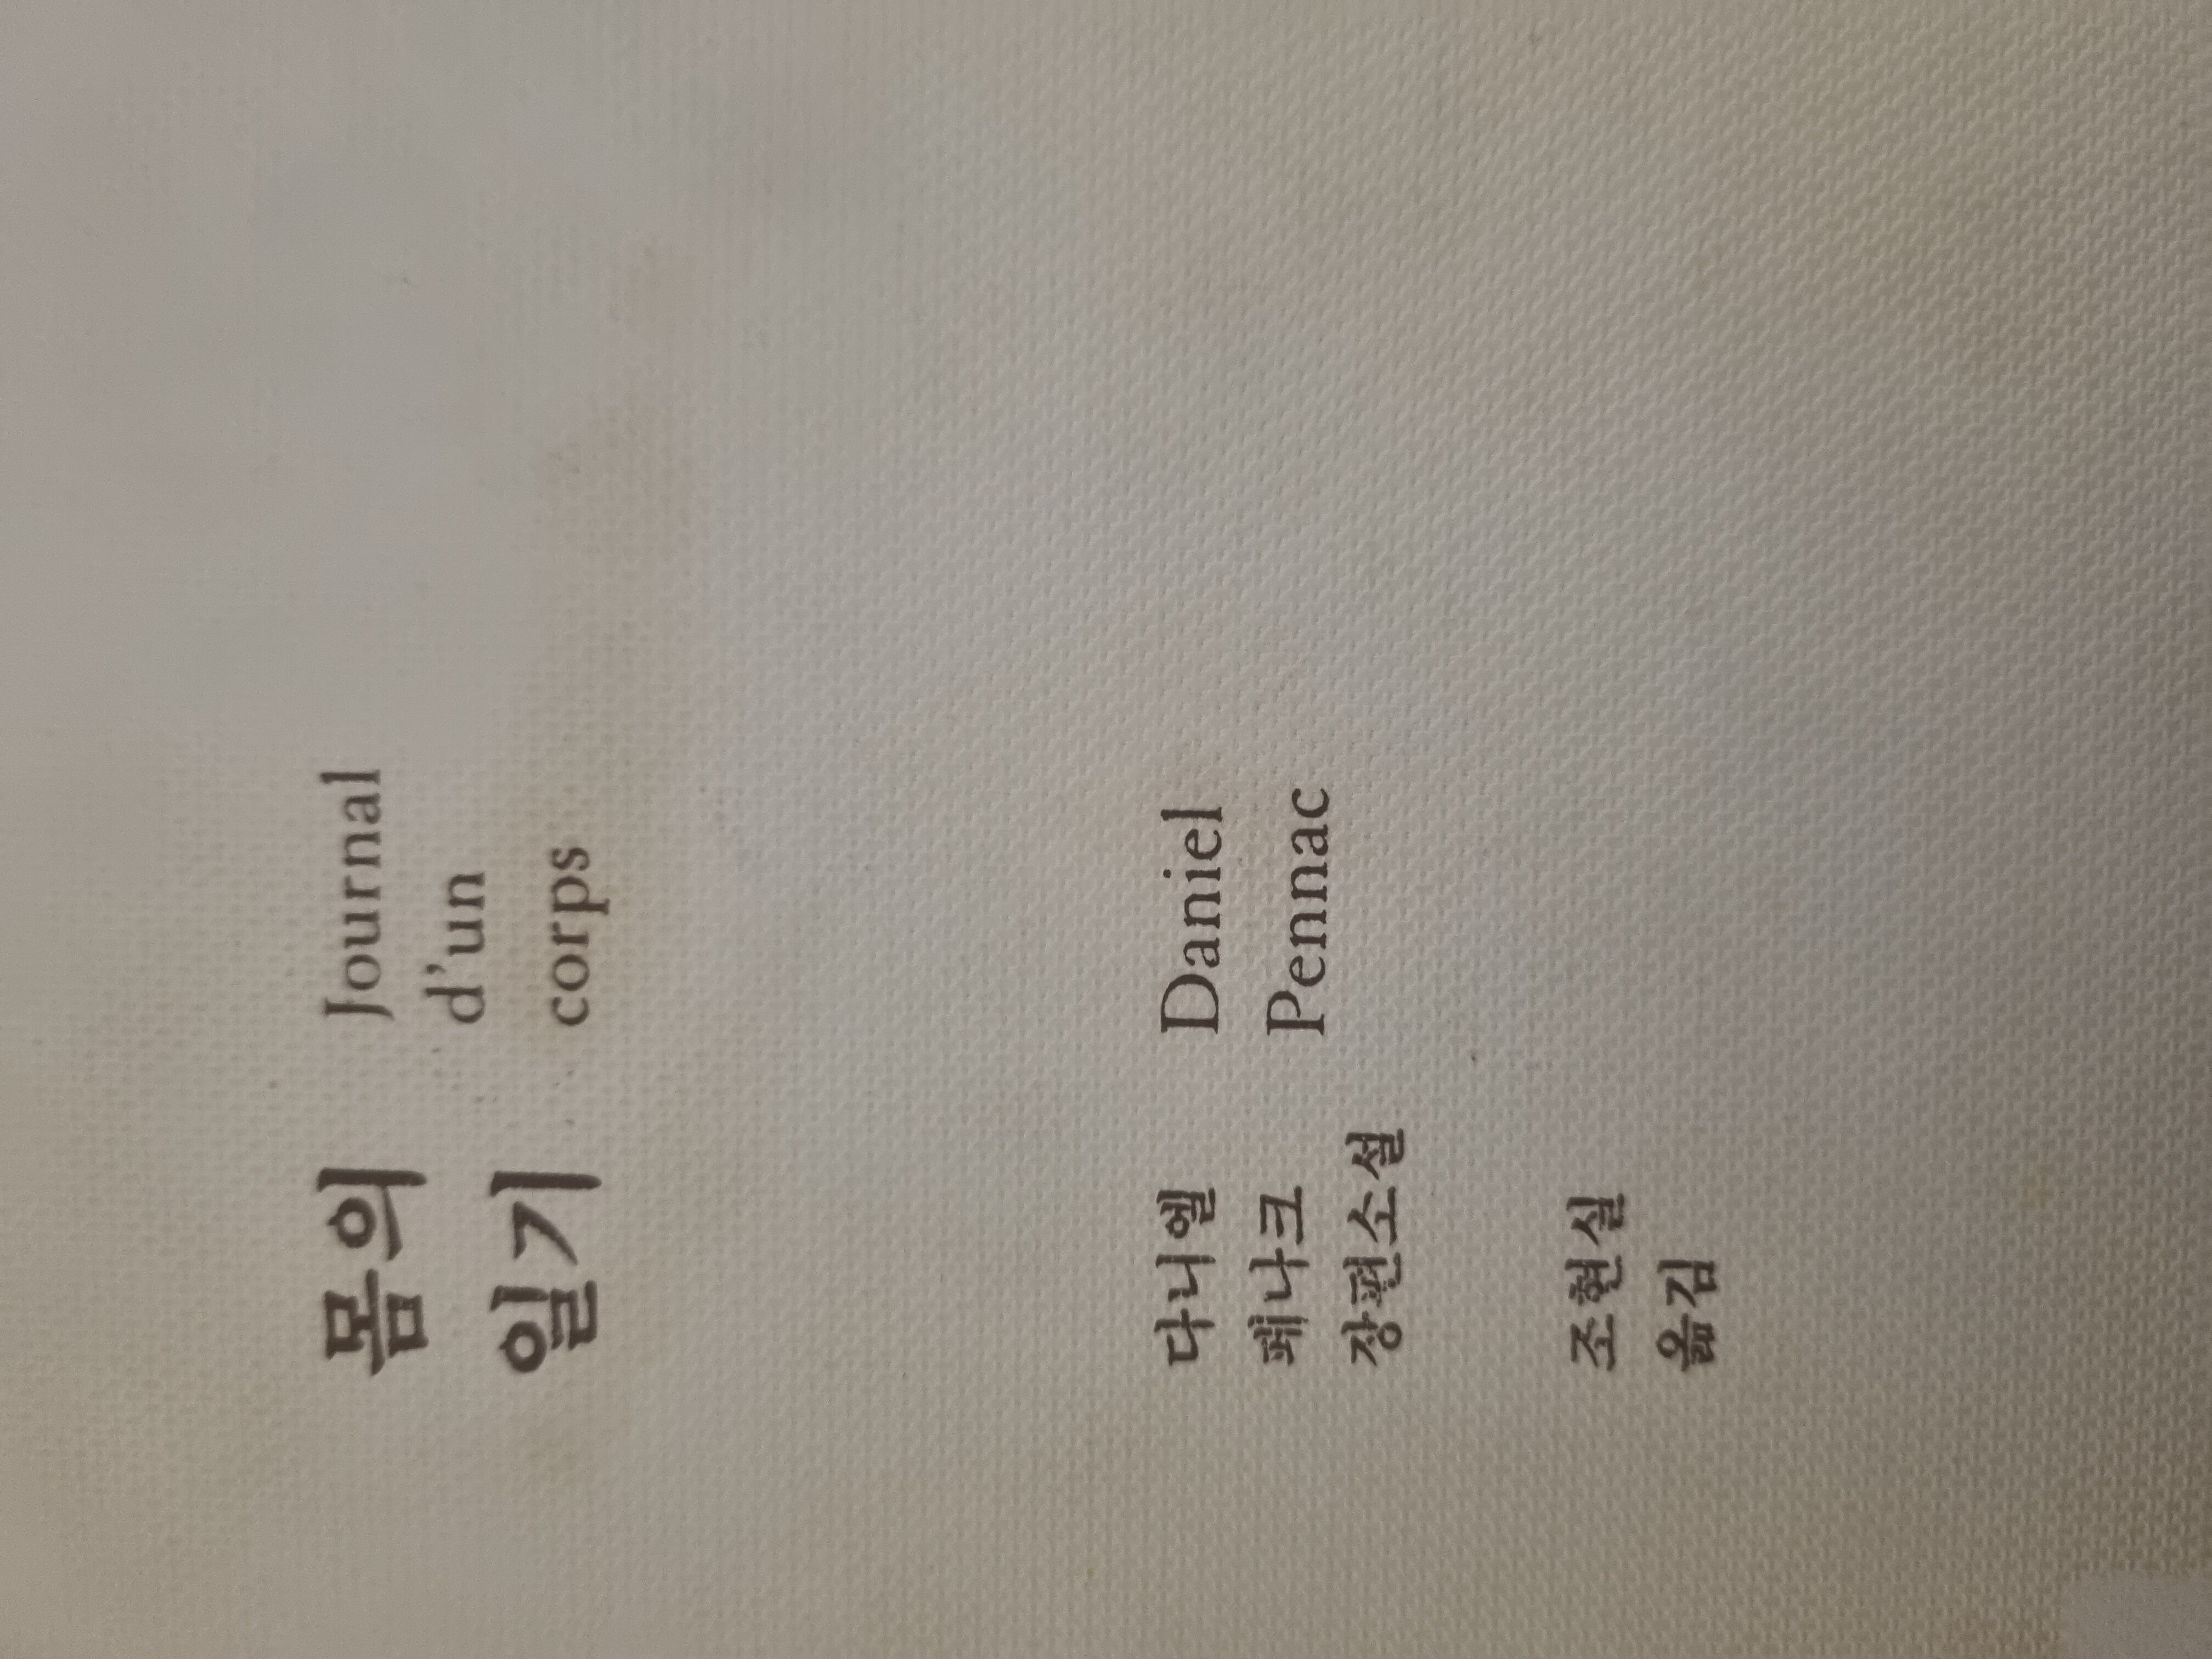 몸의
일기
Journal
d'un
corps
다니엘
페나크
장편소설
Daniel
Pennac
조현실
옮김